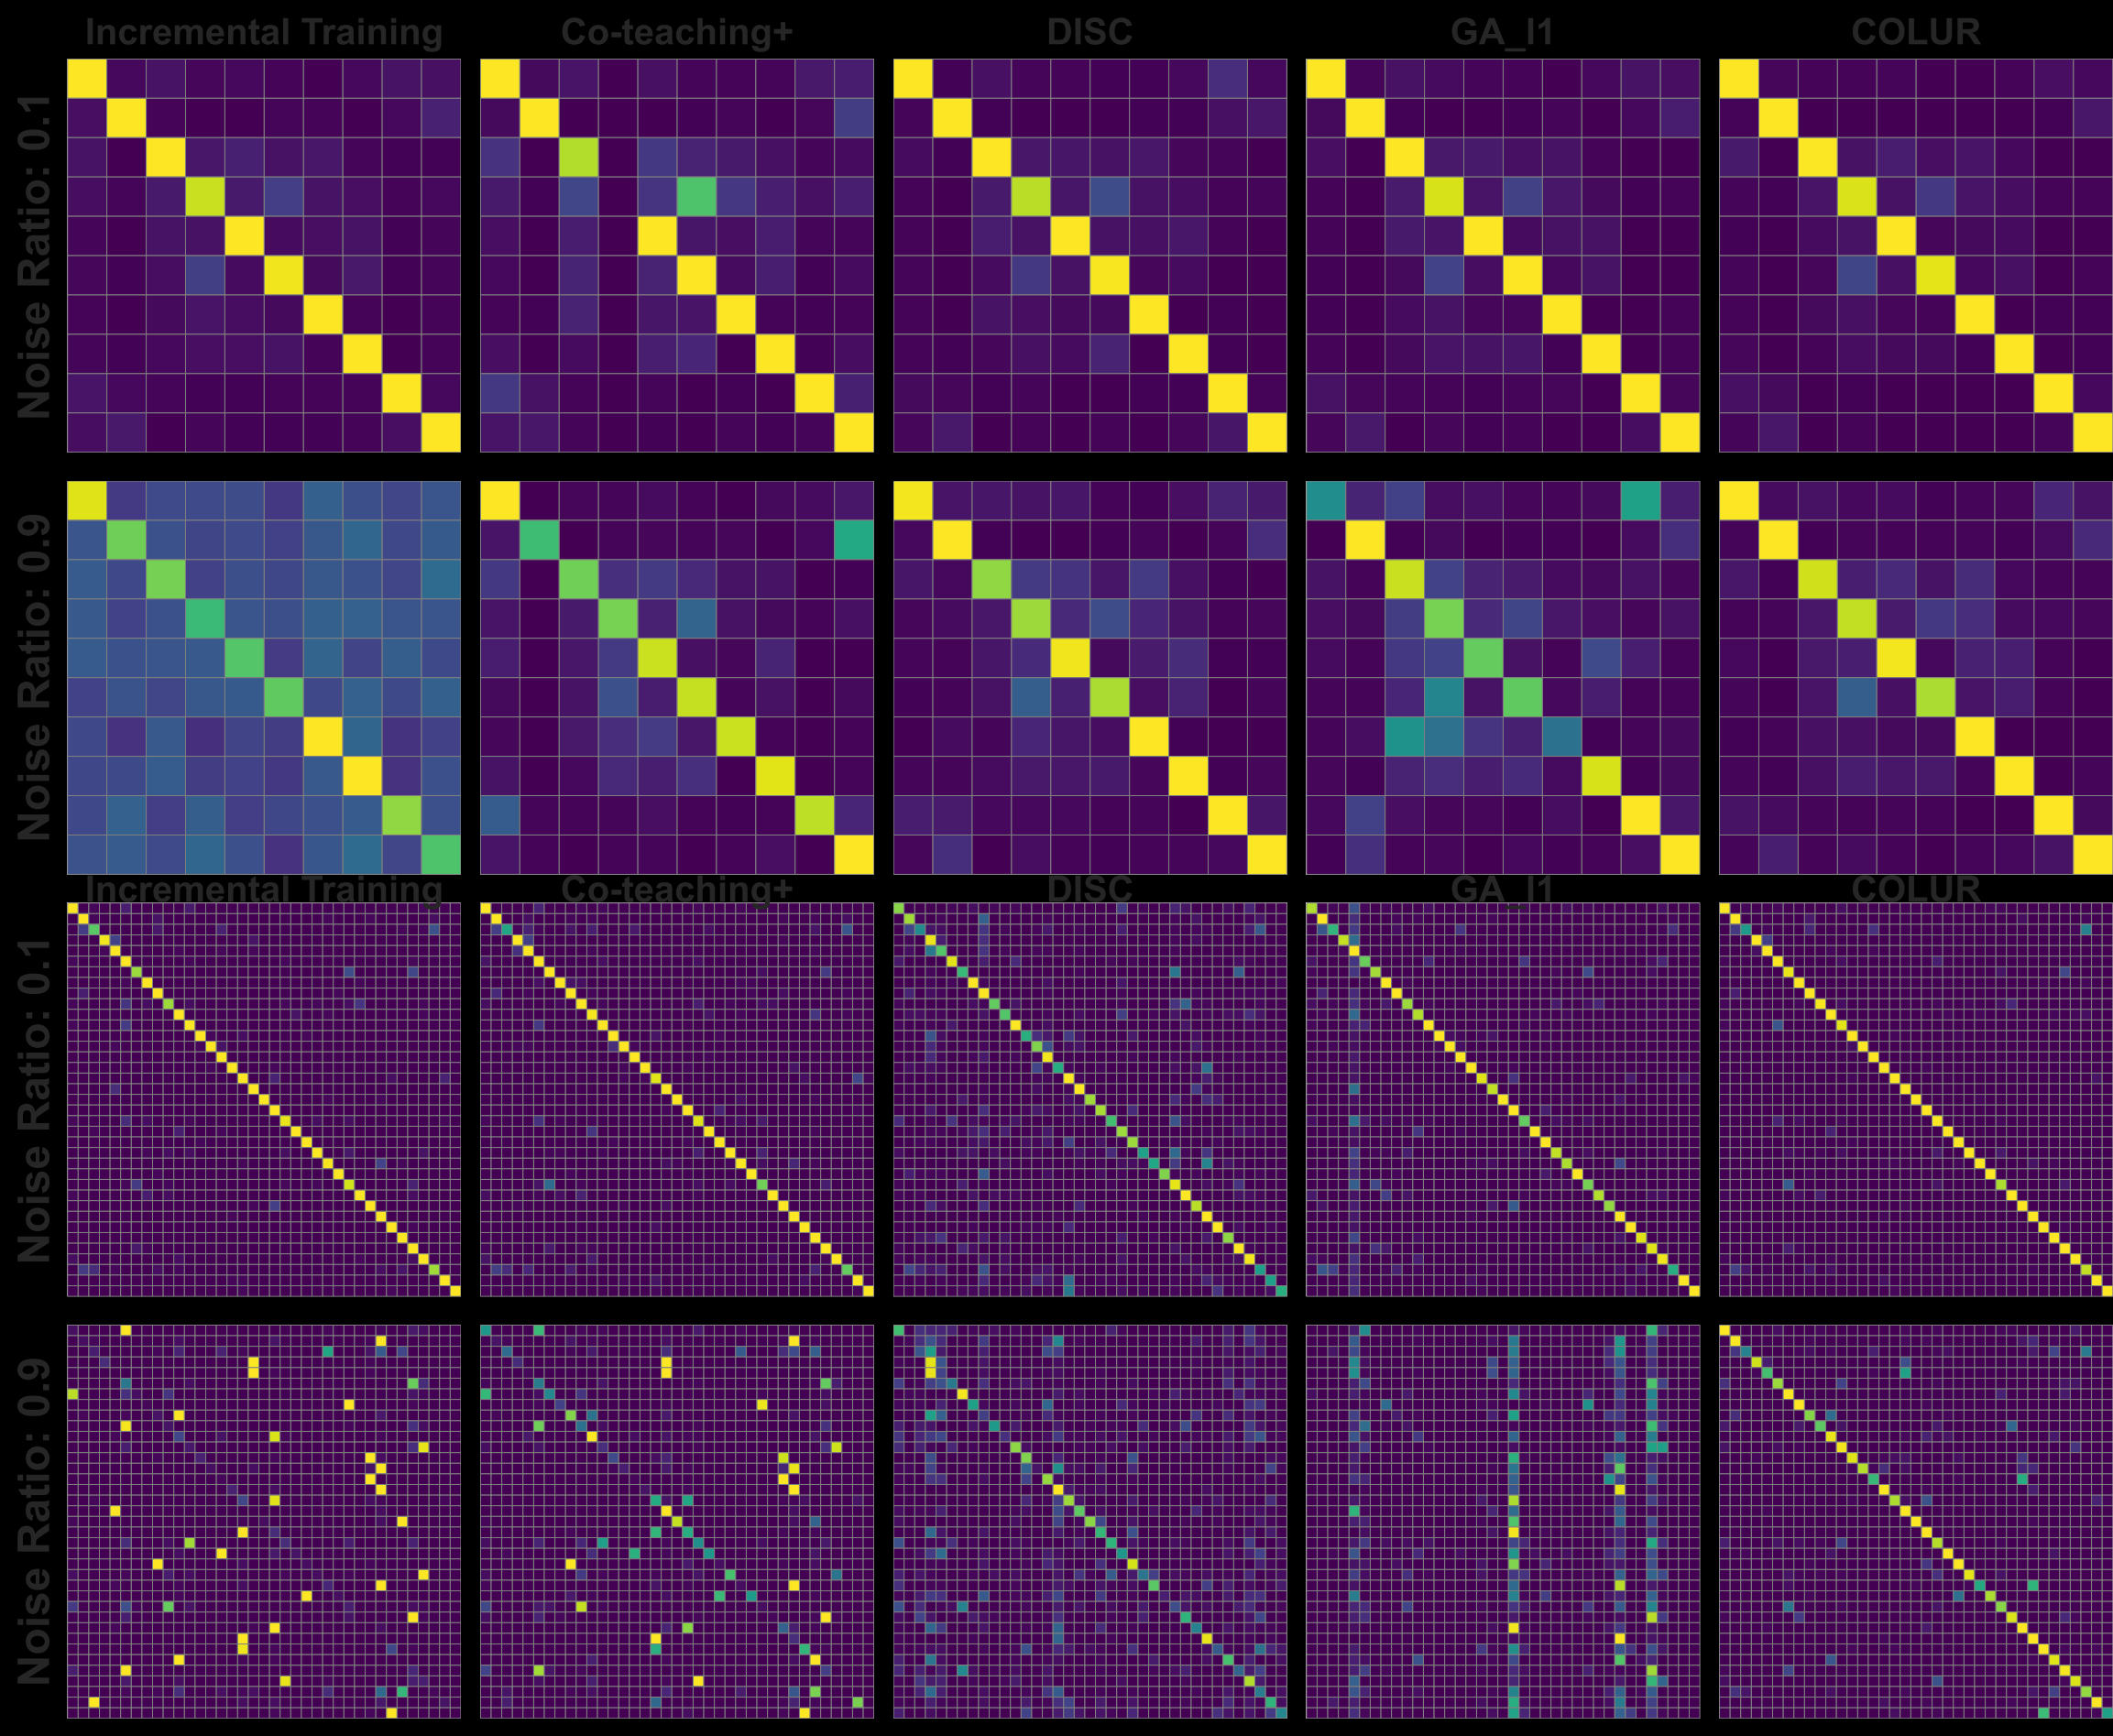 Incremental Training Co-teaching+ DISC GA_l1 COLUR
Noise Ratio: 0.1
Noise Ratio: 0.9
Incremental Training Co-teaching+ DISC GA_l1 COLUR
Noise Ratio: 0.1
Noise Ratio: 0.9